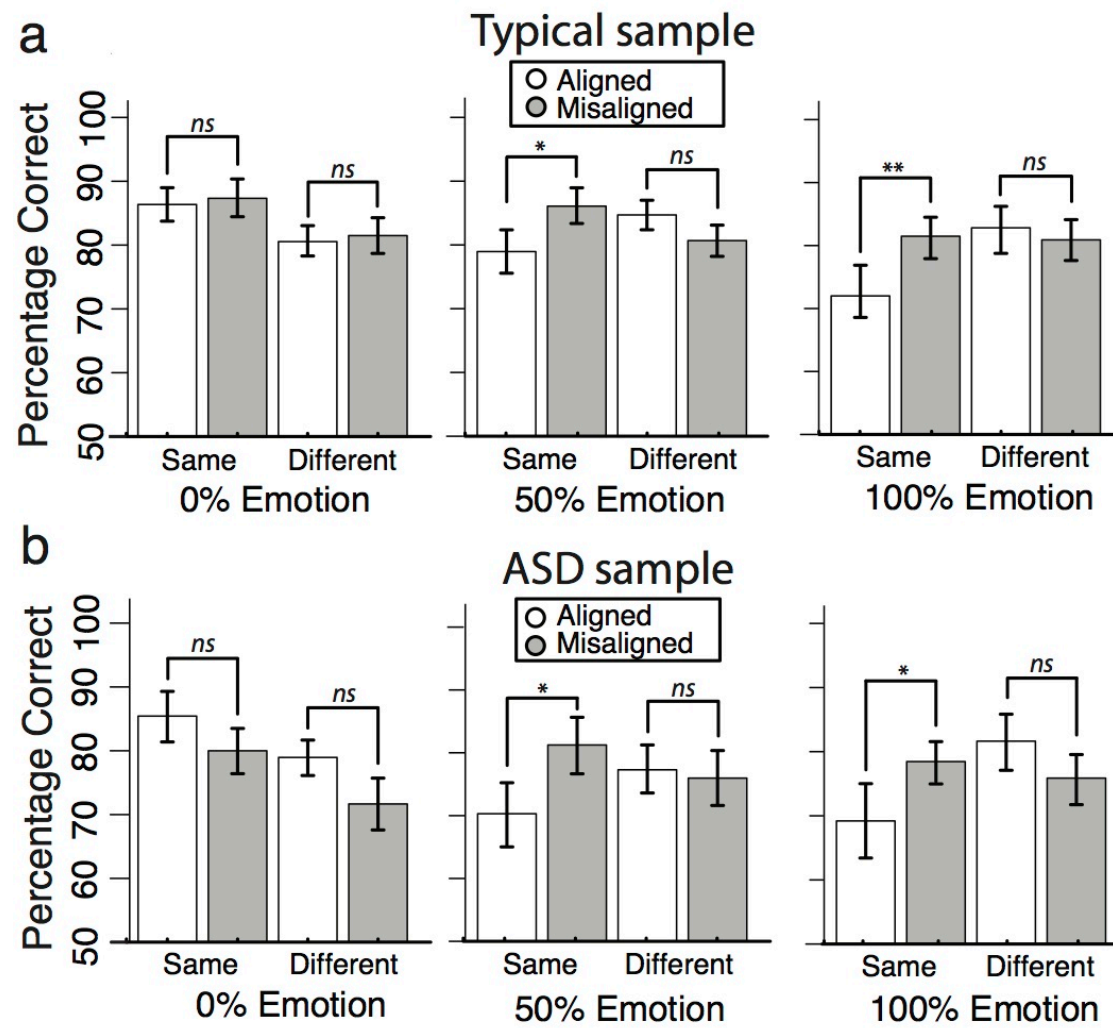 a
Typical sample
Aligned
Misaligned
Percentage Correct
100
90
80
70
60
50
ns
ns
*
ns
**
ns
Same Different
0% Emotion
Same Different
50% Emotion
Same Different
100% Emotion
b
ASD sample
Aligned
Misaligned
Percentage Correct
100
90
80
70
60
50
ns
ns
*
ns
*
ns
Same Different
0% Emotion
Same Different
50% Emotion
Same Different
100% Emotion